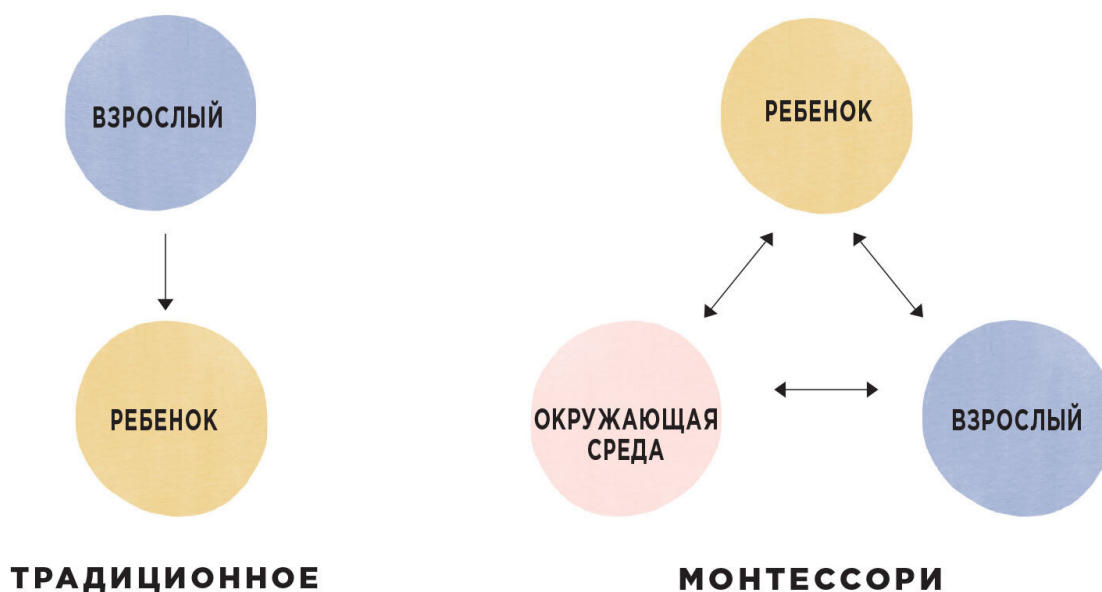 ВЗРОСЛЫЙ
РЕБЕНОК
ТРАДИЦИОННОЕ
РЕБЕНОК
ОКРУЖАЮЩАЯ
СРЕДА
ВЗРОСЛЫЙ
МОНТЕССОРИ